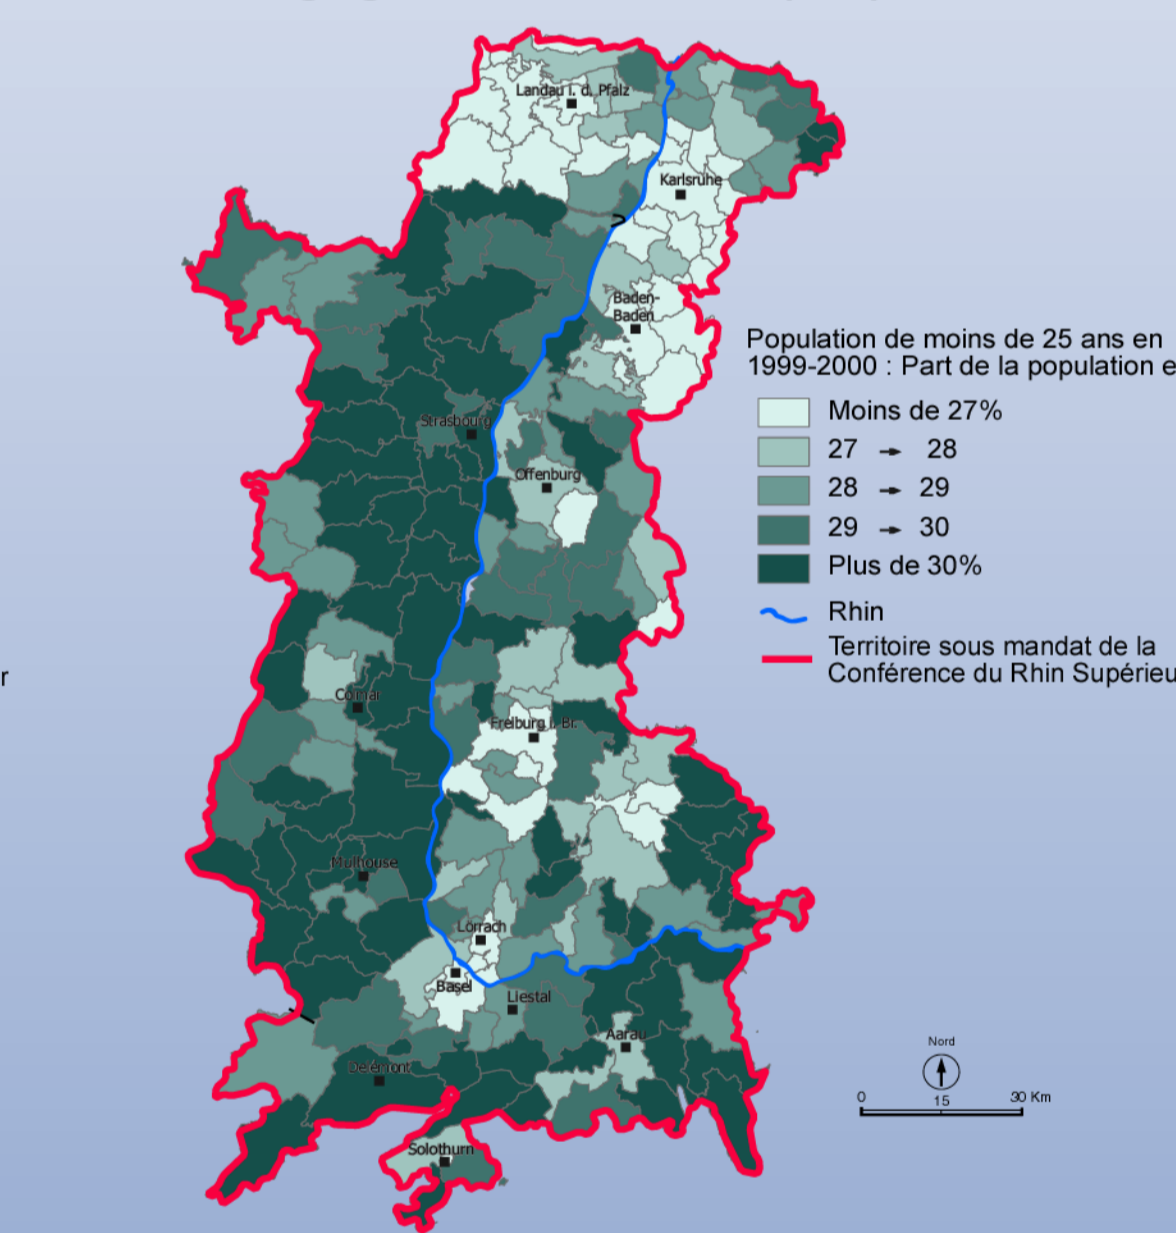 Landau i. d. Pfalz
Karlsruhe
Baden-
Baden
Population de moins de 25 ans en
1999-2000 : Part de la population e
Moins de 27%
Strasbourg
27 → 28
Offenburg
28 → 29
29 → 30
Plus de 30%
Rhin
Territoire sous mandat de la
Conférence du Rhin Supérieu
r
Colmar
Freiburg i. Br.
Mulhouse
Lörrach
Basel
Liestal
Aarau
Delémont
Nord
0 15 30 Km
Solothurn